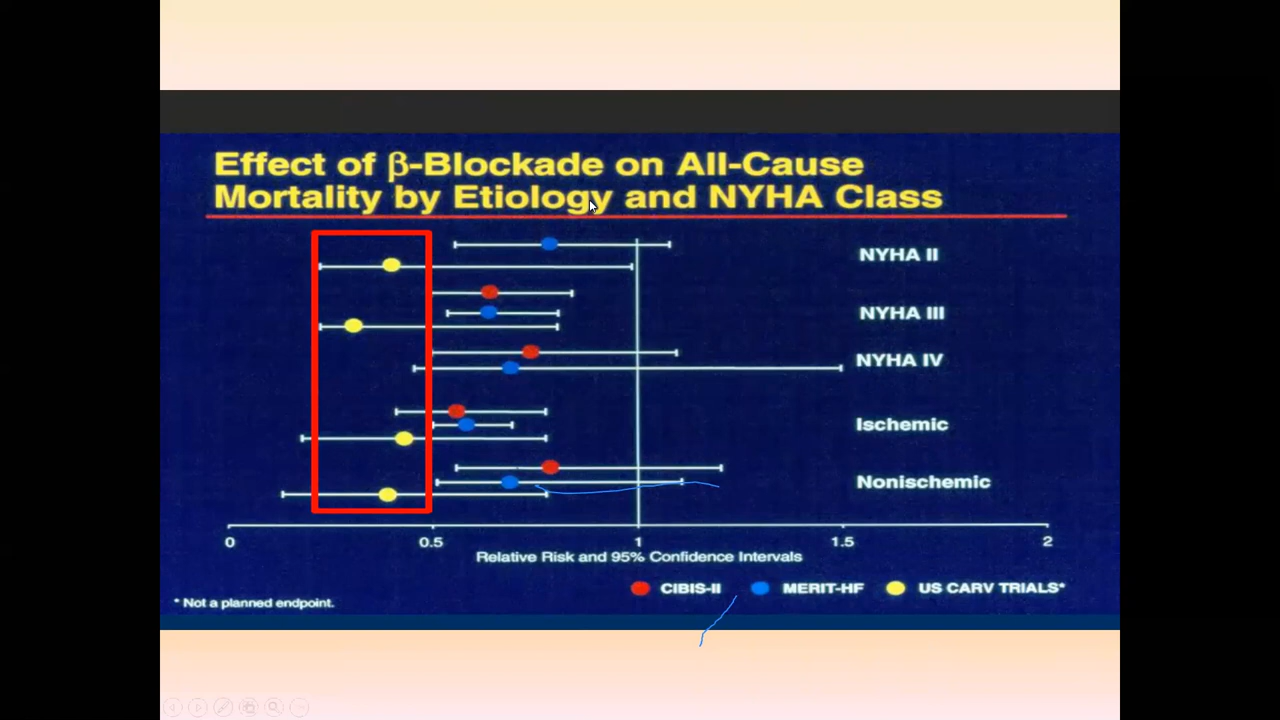 Effect of β-Blockade on All-Cause
Mortality by Etiology and NYHA Class
NYHA II
NYHA III
NYHA IV
Ischemic
Nonischemic
0 0.5 1 1.5 2
Relative Risk and 95% Confidence Intervals
CIBIS-II MERIT-HF US CARV TRIALS*
* Not a planned endpoint.